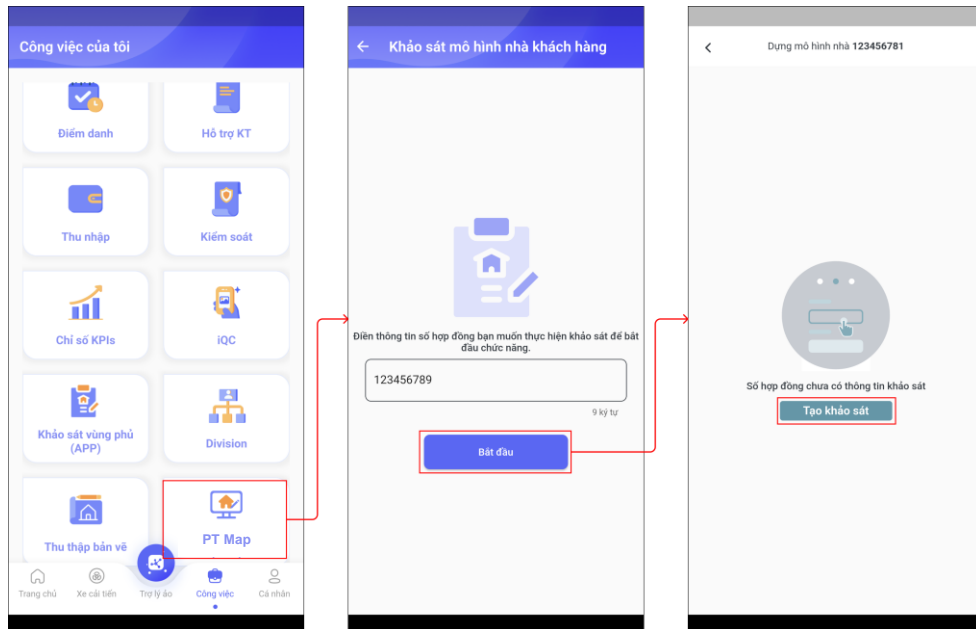 Công việc của tôi
Điểm danh
Hỗ trợ KT
Thu nhập
Kiểm soát
Chỉ số KPIs
iQC
Khảo sát vùng phủ
(APP)
Division
Thu thập bản vẽ
PT Map
Trang chủ
Xe cải tiến
Trợ lý ảo
Công việc
Cá nhân
Khảo sát mô hình nhà khách hàng
Điền thông tin số hợp đồng bạn muốn thực hiện khảo sát để bắt
đầu chức năng.
123456789
9 ký tự
Bắt đầu
Dựng mô hình nhà 123456781
Số hợp đồng chưa có thông tin khảo sát
Tạo khảo sát